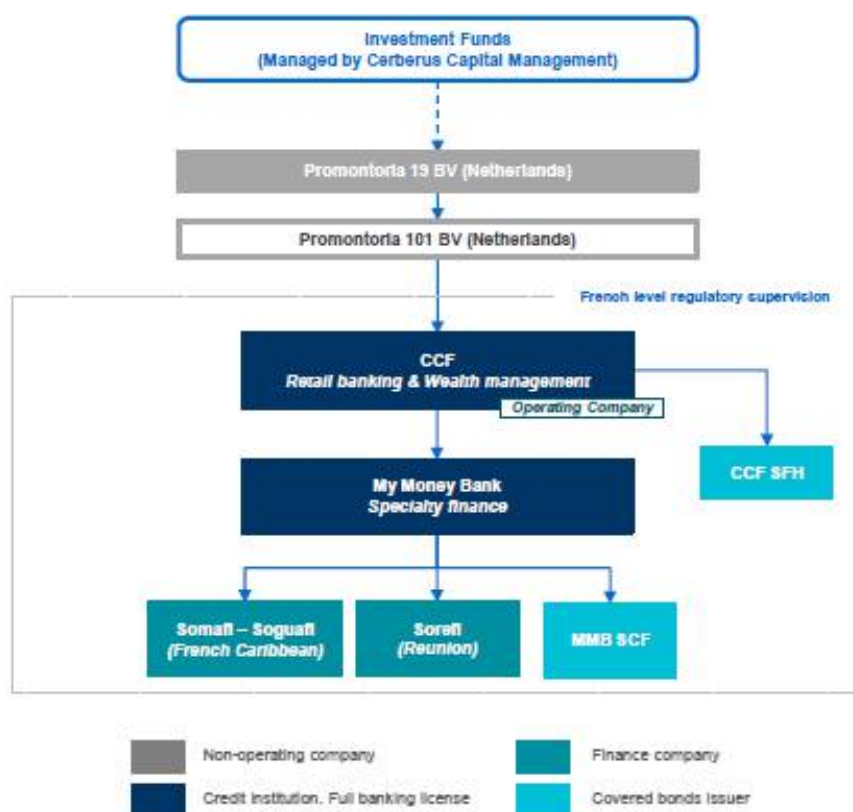 Investment Funds
(Managed by Cerberus Capital Management)
Promontoria 19 BV (Netherlands)
Promontoria 101 BV (Netherlands)
French level regulatory supervision
CCF
Retail banking & Wealth management
Operating Company
CCF SFH
My Money Bank
Specialty finance
Somafi – Soguafi
(French Caribbean)
Sorefi
(Reunion)
MMB SCF
Non-operating company
Finance company
Credit institution. Full banking license
Covered bonds issuer